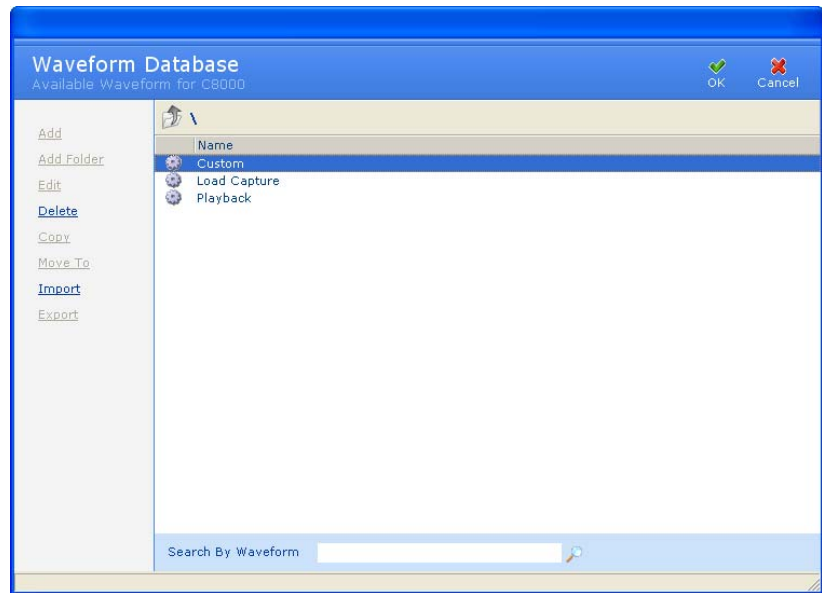 Waveform Database
Available Waveform for C8000
OK
Cancel
Add
Add Folder
Edit
Delete
Copy
Move To
Import
Export
\
Name
Custom
Load Capture
Playback
Search By Waveform